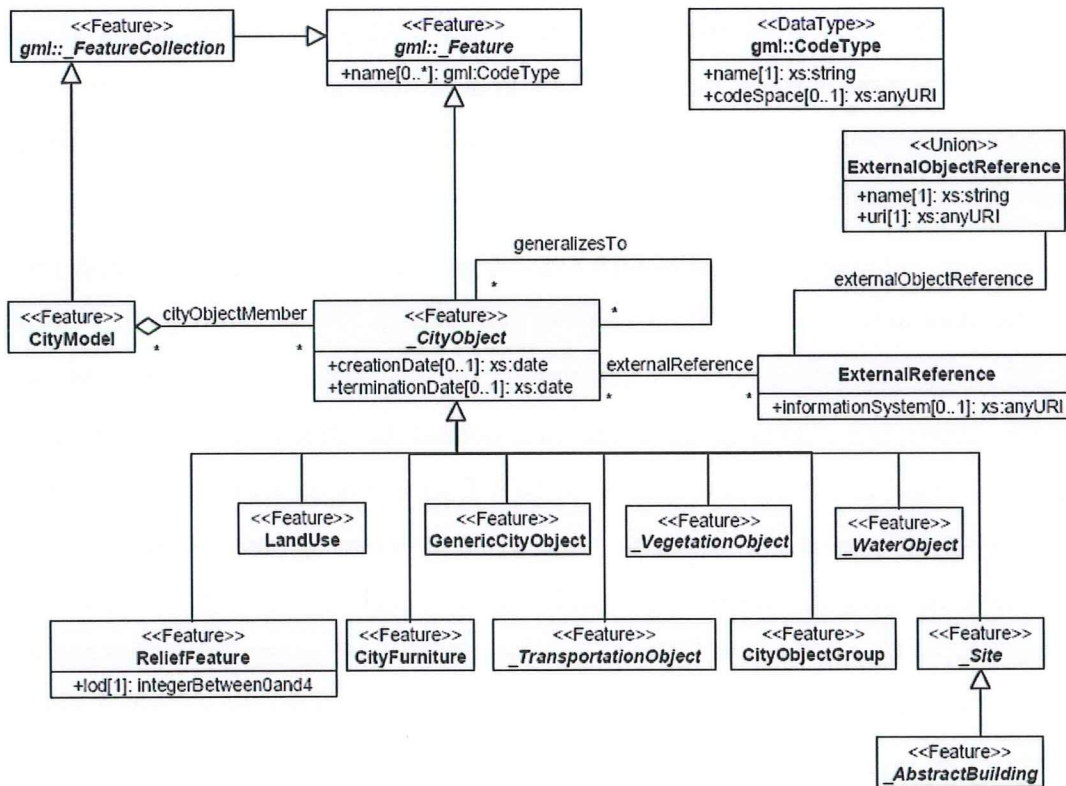 <<Feature>>
gml::_FeatureCollection
<<Feature>>
gml::_Feature
+name[0..*]: gml:CodeType
<<DataType>>
gml::CodeType
+name[1]: xs:string
+codeSpace[0..1]: xs:anyURI
<<Union>>
ExternalObjectReference
+name[1]: xs:string
+uri[1]: xs:anyURI
generalizesTo
*
*
externalObjectReference
<<Feature>>
CityModel
cityObjectMember
*
*
<<Feature>>
_CityObject
+creationDate[0..1]: xs:date
+terminationDate[0..1]: xs:date
externalReference
*
*
ExternalReference
+informationSystem[0..1]: xs:anyURI
<<Feature>>
LandUse
<<Feature>>
GenericCityObject
<<Feature>>
_VegetationObject
<<Feature>>
_WaterObject
<<Feature>>
ReliefFeature
+lod[1]: integerBetween0and4
<<Feature>>
CityFurniture
<<Feature>>
_TransportationObject
<<Feature>>
CityObjectGroup
<<Feature>>
_Site
<<Feature>>
_AbstractBuilding